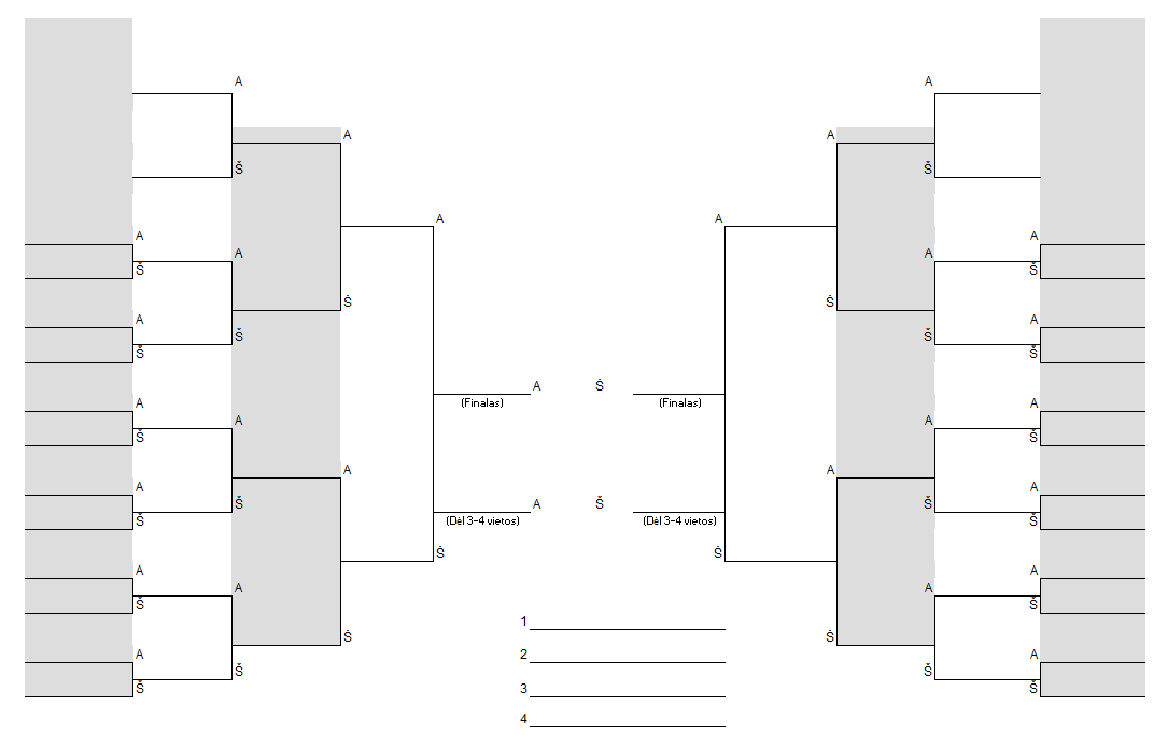 A A
A A
Š Š
A A
A A
A A
Š Š
Š Š
A A
Š Š
Š Š
A Š
A (Finalas) (Finalas) A
A A
Š Š
A A
A A
Š A Š Š
Š (Dėl 3-4 vietos) (Dėl 3-4 vietos) Š
Š Š
A A
A A
Š Š
1
Š Š
A 2 A
Š Š
Š 3 Š
4